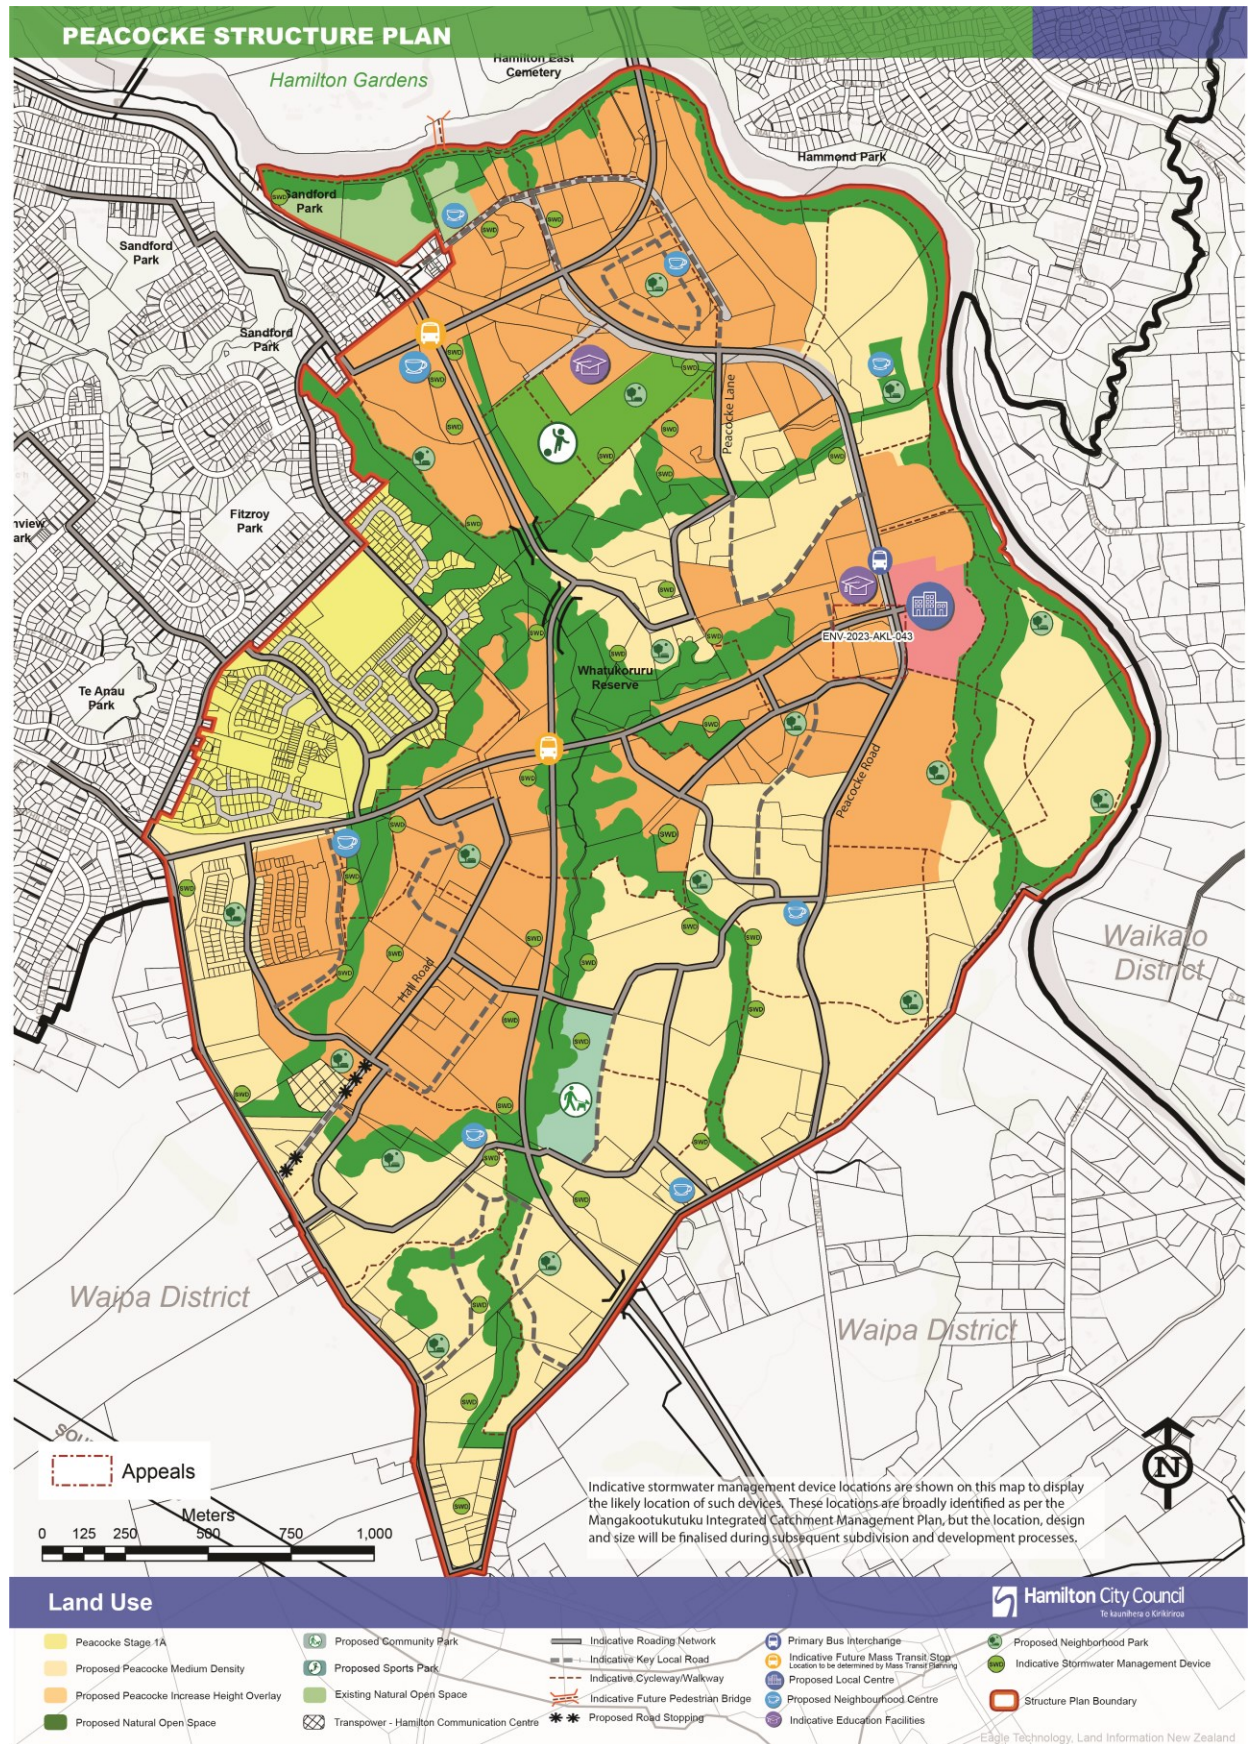 PEACOCKE STRUCTURE PLAN
Hamilton Gardens
Hamilton East
Cemetery
Hammond Park
Sandford
Park
Sandford
Park
Sandford
Park
Fitzroy
Park
Te Anau
Park
Peacocke Lane
ENV-2023-AKL-043
Whatukoruru
Reserve
Peacocke Road
Hall Road
Waikato
District
Waipa District
Waipa District
Appeals
Meters
0 125 250 500 750 1,000
N
Indicative stormwater management device locations are shown on this map to display
the likely location of such devices. These locations are broadly identified as per the
Mangakootukutuku Integrated Catchment Management Plan, but the location, design
and size will be finalised during subsequent subdivision and development processes.
Land Use
Hamilton City Council
Te kaunihera o Kirikiriroa
Peacocke Stage 1A
Proposed Peacocke Medium Density
Proposed Peacocke Increase Height Overlay
Proposed Natural Open Space
Proposed Community Park
Proposed Sports Park
Existing Natural Open Space
Transpower - Hamilton Communication Centre
Indicative Roading Network
Indicative Key Local Road
Indicative Cycleway/Walkway
Indicative Future Pedestrian Bridge
Proposed Road Stopping
Primary Bus Interchange
Indicative Future Mass Transit Stop
Location to be determined by Mass Transit Planning
Proposed Local Centre
Proposed Neighbourhood Centre
Indicative Education Facilities
Proposed Neighborhood Park
SWD Indicative Stormwater Management Device
Structure Plan Boundary
Eagle Technology, Land Information New Zealand